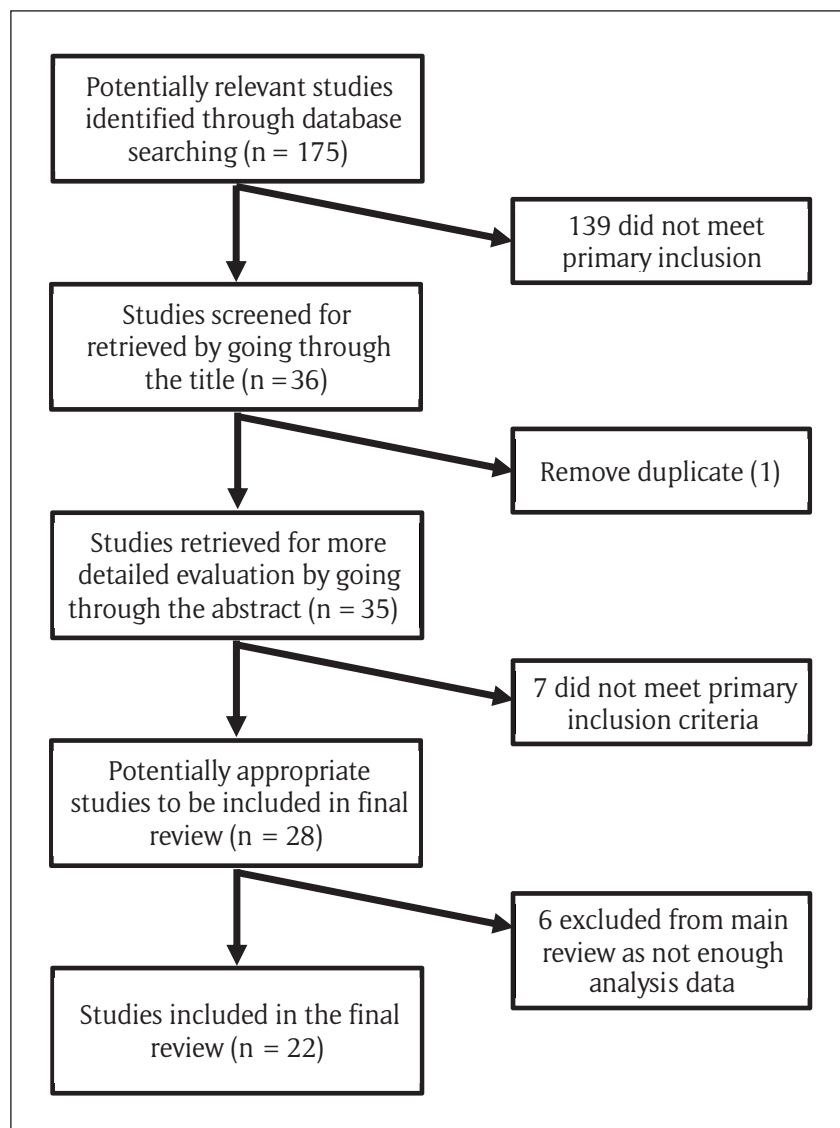 Potentially relevant studies
identified through database
searching (n = 175)
139 did not meet
primary inclusion
Studies screened for
retrieved by going through
the title (n =36)
Remove duplicate (1)
Studies retrieved for more
detailed evaluation by going
through the abstract (n = 35)
7 did not meet primary
inclusion criteria
Potentially appropriate
studies to be included in final
review (n = 28)
6 excluded from main
review as not enough
analysis data
Studies included in the final
review (n = 22)